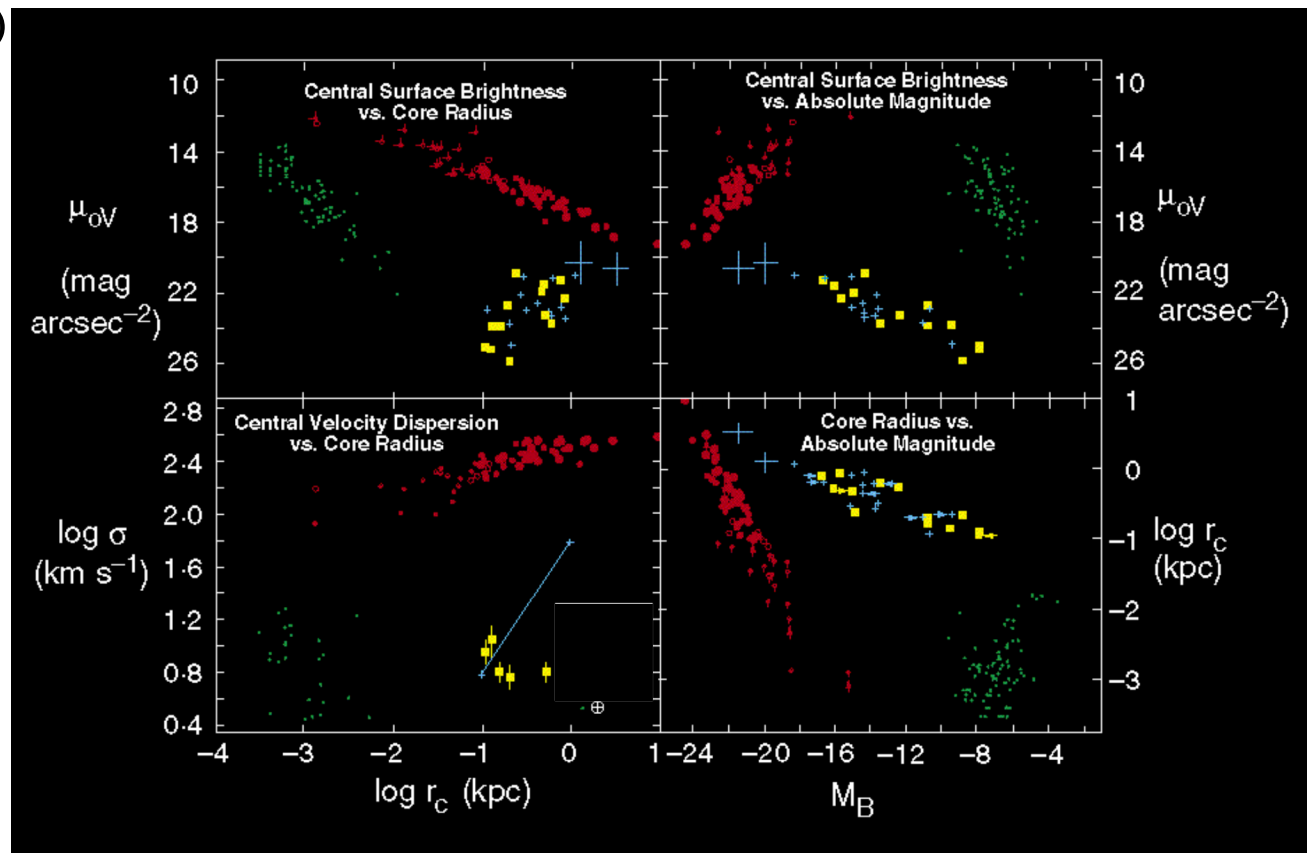 )
Central Surface Brightness
vs. Core Radius
Central Surface Brightness
vs. Absolute Magnitude
10
14
18
22
26
μoV
(mag
arcsec−2)
10
14
18
22
26
μoV
(mag
arcsec−2)
Central Velocity Dispersion
vs. Core Radius
Core Radius vs.
Absolute Magnitude
2·8
2·4
2·0
1·6
1·2
0·8
0·4
log σ
(km s−1)
1
0
−1
−2
−3
log rc
(kpc)
−4 −3 −2 −1 0 1
−24 −20 −16 −12 −8 −4
log rc (kpc)
MB